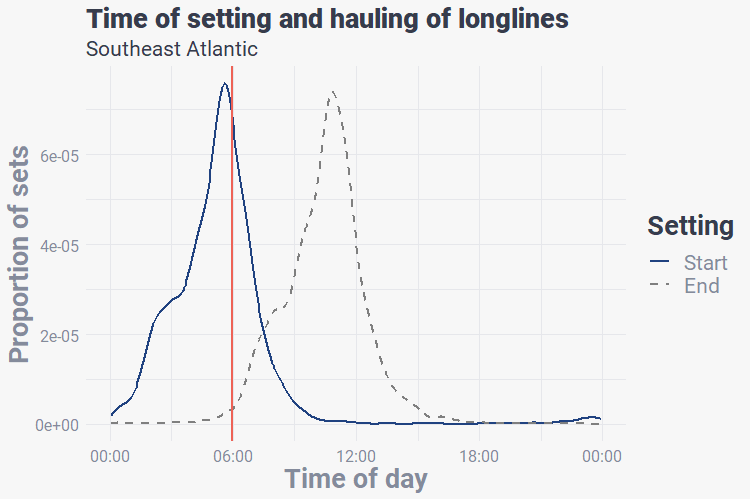 Time of setting and hauling of longlines
Southeast Atlantic
Proportion of sets
6e-05
4e-05
2e-05
0e+00
00:00 06:00 12:00 18:00 00:00
Time of day
Setting
Start
End